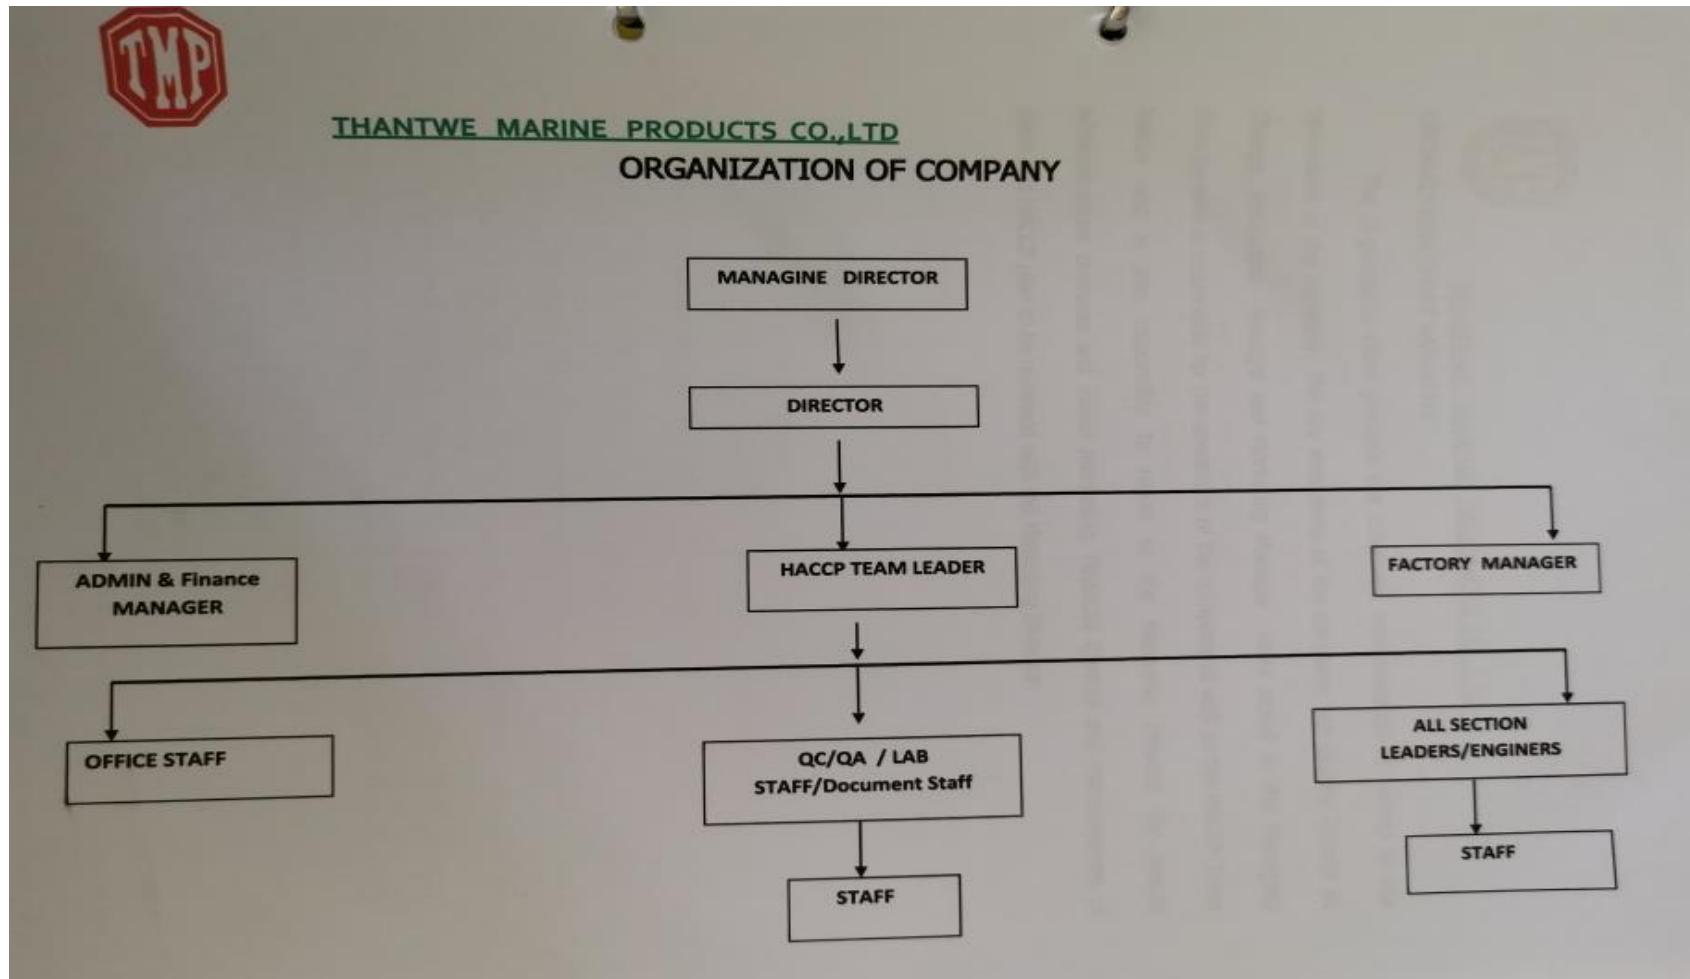 TMP
THANTWE MARINE PRODUCTS CO.,LTD
ORGANIZATION OF COMPANY
MANAGINE DIRECTOR
DIRECTOR
ADMIN & Finance
MANAGER
HACCP TEAM LEADER
FACTORY MANAGER
OFFICE STAFF
QC/QA / LAB
STAFF/Document Staff
ALL SECTION
LEADERS/ENGINERS
STAFF
STAFF